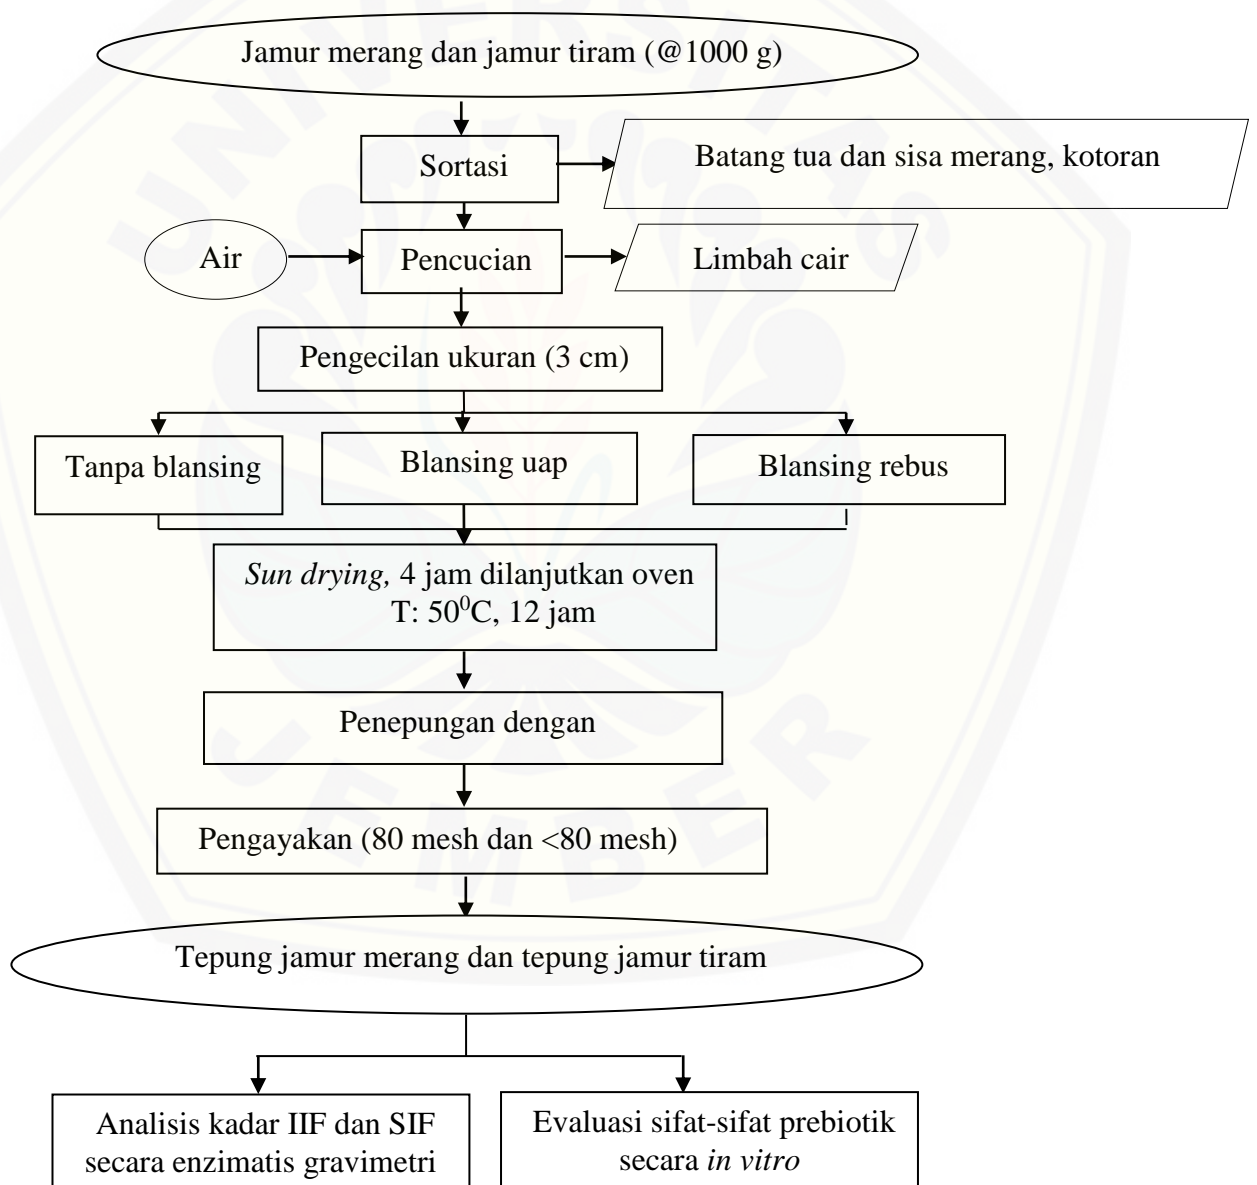 Jamur merang dan jamur tiram (@1000 g)
Sortasi
Batang tua dan sisa merang, kotoran
Air
Pencucian
Limbah cair
Pengecilan ukuran (3 cm)
Tanpa blansing
Blansing uap
Blansing rebus
Sun drying, 4 jam dilanjutkan oven
T: 50⁰C, 12 jam
Penepungan dengan
Pengayakan (80 mesh dan <80 mesh)
Tepung jamur merang dan tepung jamur tiram
Analisis kadar IIF dan SIF
secara enzimatis gravimetri
Evaluasi sifat-sifat prebiotik
secara in vitro
UNIVERSITAS
JEMBER